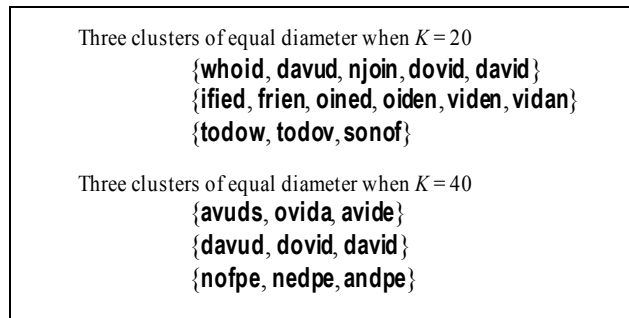 Three clusters of equal diameter when K = 20
{whoid, davud, njoin, dovid, david}
{ified, frien, oined, oiden, viden, vidan}
{todow, todov, sonof}
Three clusters of equal diameter when K = 40
{avuds, ovida, avide}
{davud, dovid, david}
{nofpe, nedpe, andpe}